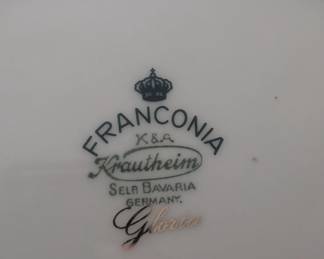 FRANCONIA
K&A
Krautheim
SELB BAVARIA
GERMANY.